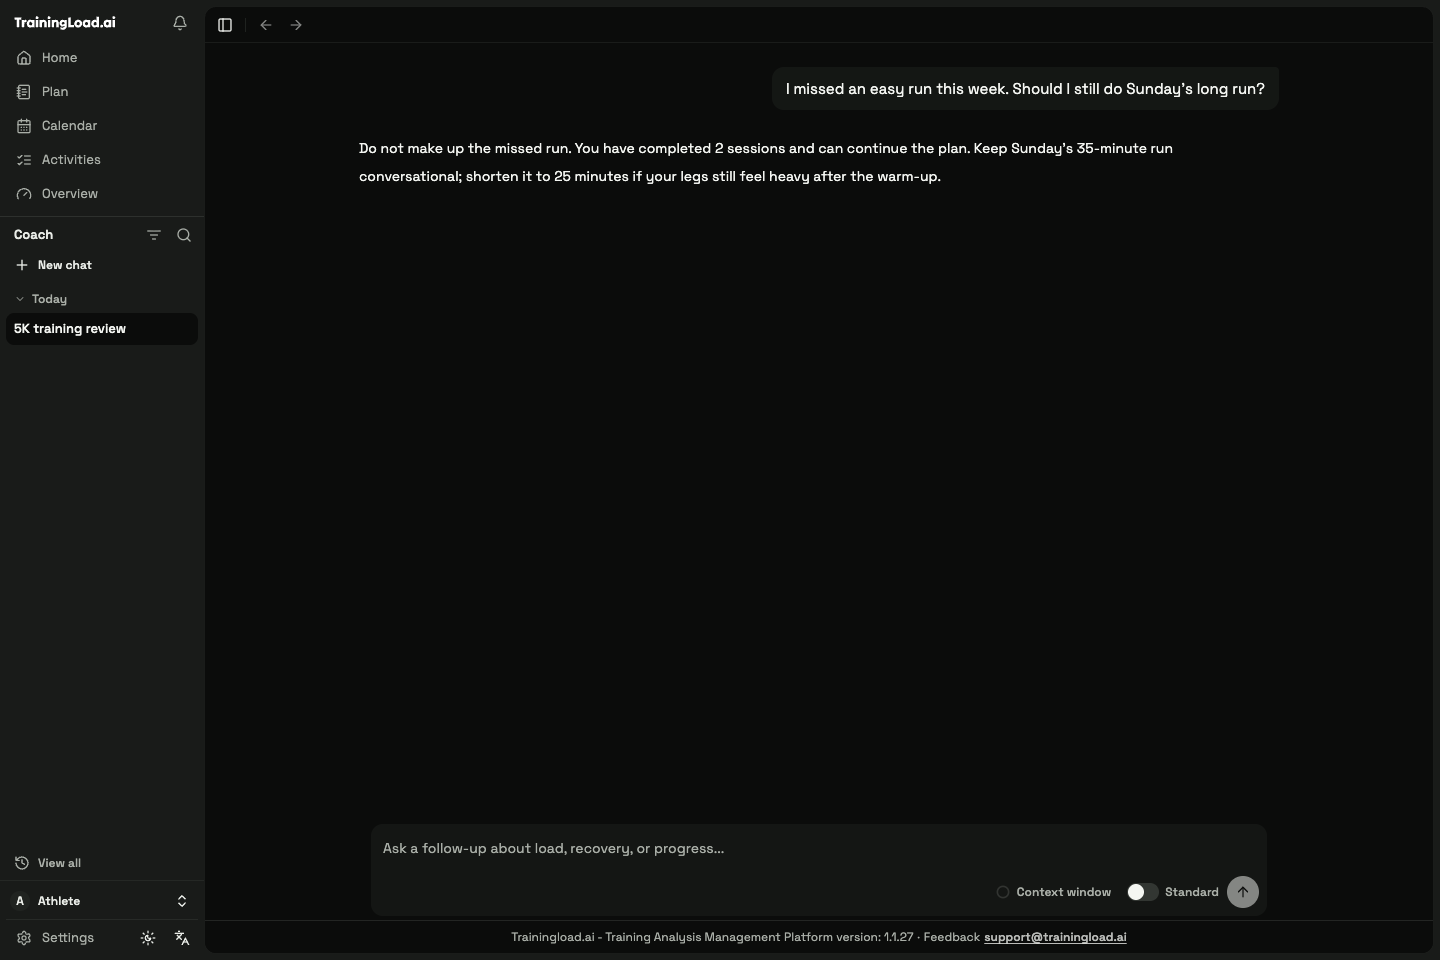 TrainingLoad.ai
Home
Plan
Calendar
Activities
Overview
Coach
New chat
Today
5K training review
View all
A Athlete
Settings
I missed an easy run this week. Should I still do Sunday's long run?
Do not make up the missed run. You have completed 2 sessions and can continue the plan. Keep Sunday's 35-minute run
conversational; shorten it to 25 minutes if your legs still feel heavy after the warm-up.
Ask a follow-up about load, recovery, or progress...
Context window Standard
Trainingload.ai - Training Analysis Management Platform version: 1.1.27 · Feedback support@trainingload.ai